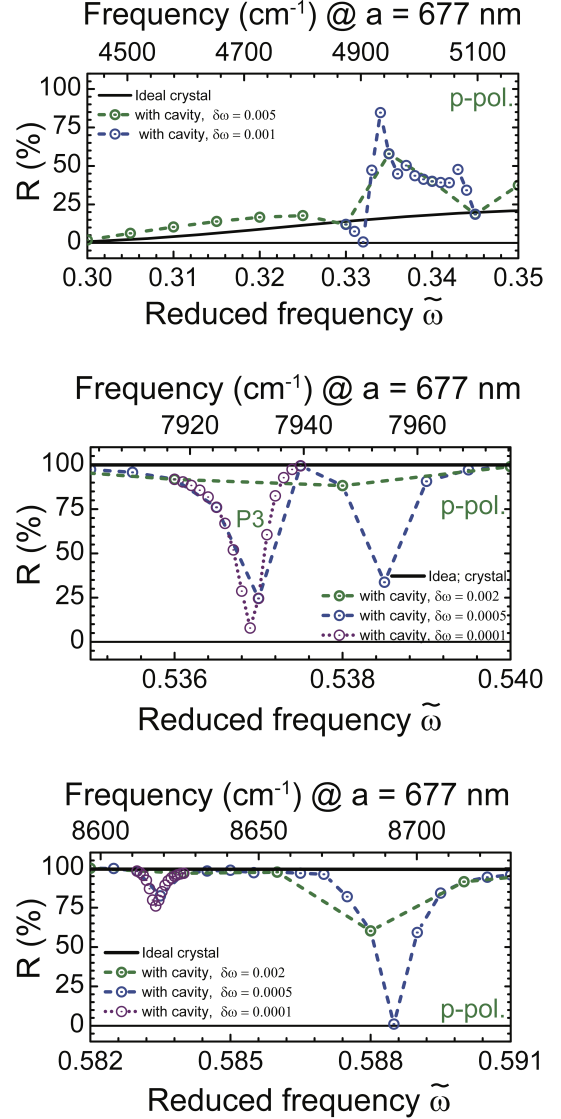 Frequency (cm⁻¹) @ a = 677 nm
4500 4700 4900 5100
100
75
50
25
0
R (%)
Ideal crystal
with cavity, δω = 0.005
with cavity, δω = 0.001
p-pol.
0.30 0.31 0.32 0.33 0.34 0.35
Reduced frequency ω̃
Frequency (cm⁻¹) @ a = 677 nm
7920 7940 7960
100
75
50
25
0
R (%)
P3
p-pol.
Idea; crystal
with cavity, δω = 0.002
with cavity, δω = 0.0005
with cavity, δω = 0.0001
0.536 0.538 0.540
Reduced frequency ω̃
Frequency (cm⁻¹) @ a = 677 nm
8600 8650 8700
100
75
50
25
0
R (%)
Ideal crystal
with cavity, δω = 0.002
with cavity, δω = 0.0005
with cavity, δω = 0.0001
p-pol.
0.582 0.585 0.588 0.591
Reduced frequency ω̃